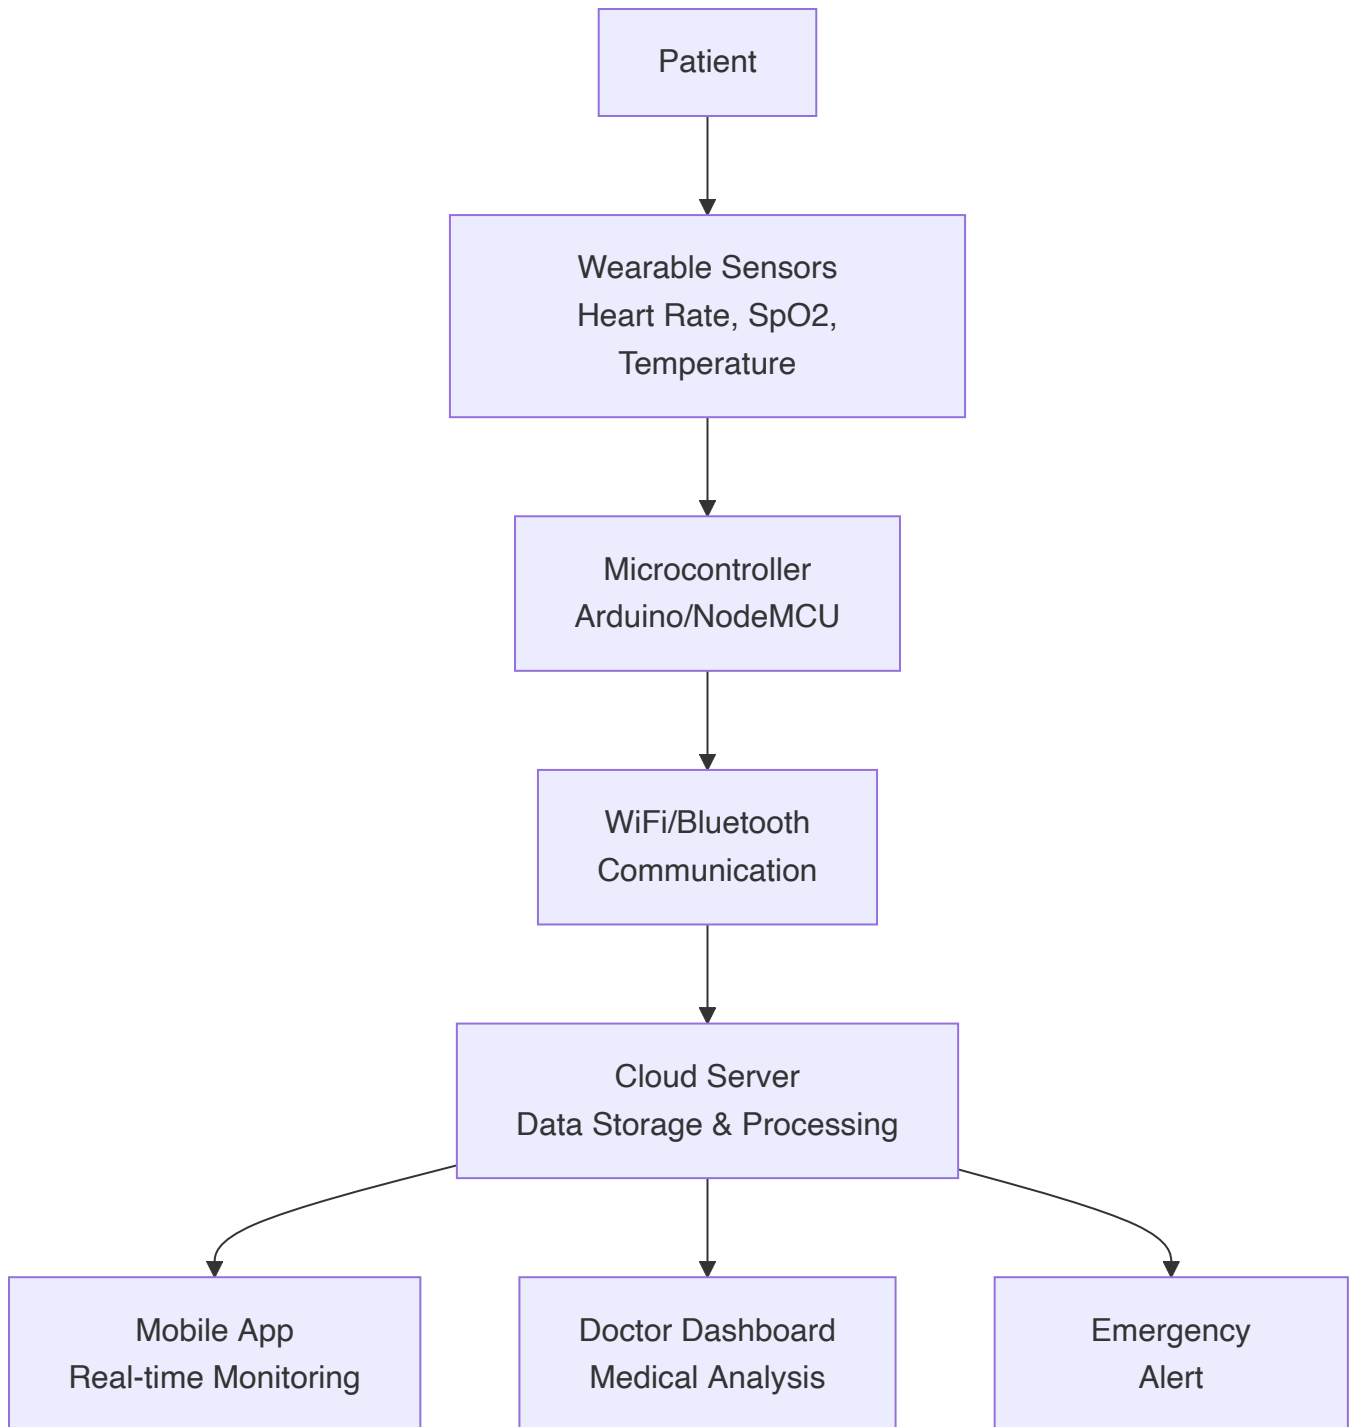 Patient
Wearable Sensors
Heart Rate, SpO2,
Temperature
Microcontroller
Arduino/NodeMCU
WiFi/Bluetooth
Communication
Cloud Server
Data Storage & Processing
Mobile App
Real-time Monitoring
Doctor Dashboard
Medical Analysis
Emergency
Alert